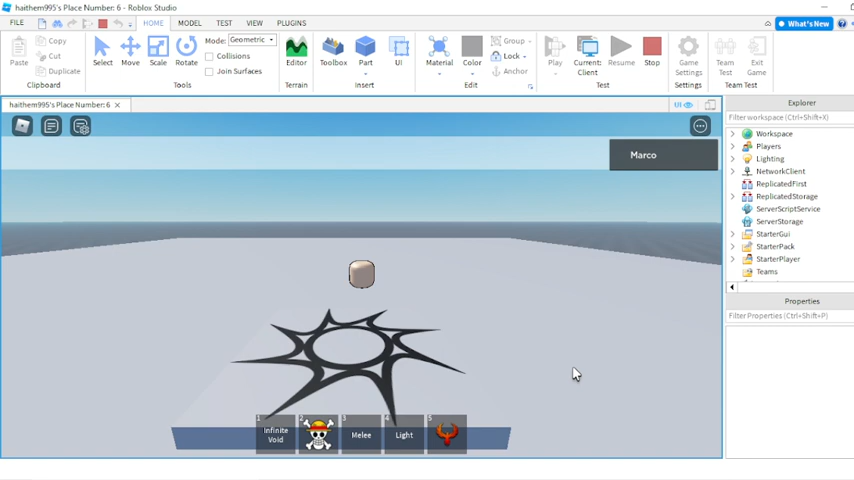 haithem995's Place Number: 6 - Roblox Studio
FILE HOME MODEL TEST VIEW PLUGINS What's New
Paste Copy Cut Duplicate Clipboard
Select Move Scale Rotate Mode: Geometric Collisions Join Surfaces Tools
Editor Terrain
Toolbox Part UI Insert
Material Color Group Lock Anchor Edit
Play Current: Client Resume Stop Test
Game Settings Settings
Team Test Exit Game Team Test
haithem995's Place Number: 6
UI
Marco
1 Infinite Void
2
3 Melee
4 Light
5
Explorer
Filter workspace (Ctrl+Shift+X)
Workspace
Players
Lighting
NetworkClient
ReplicatedFirst
ReplicatedStorage
ServerScriptService
ServerStorage
StarterGui
StarterPack
StarterPlayer
Teams
Properties
Filter Properties (Ctrl+Shift+P)